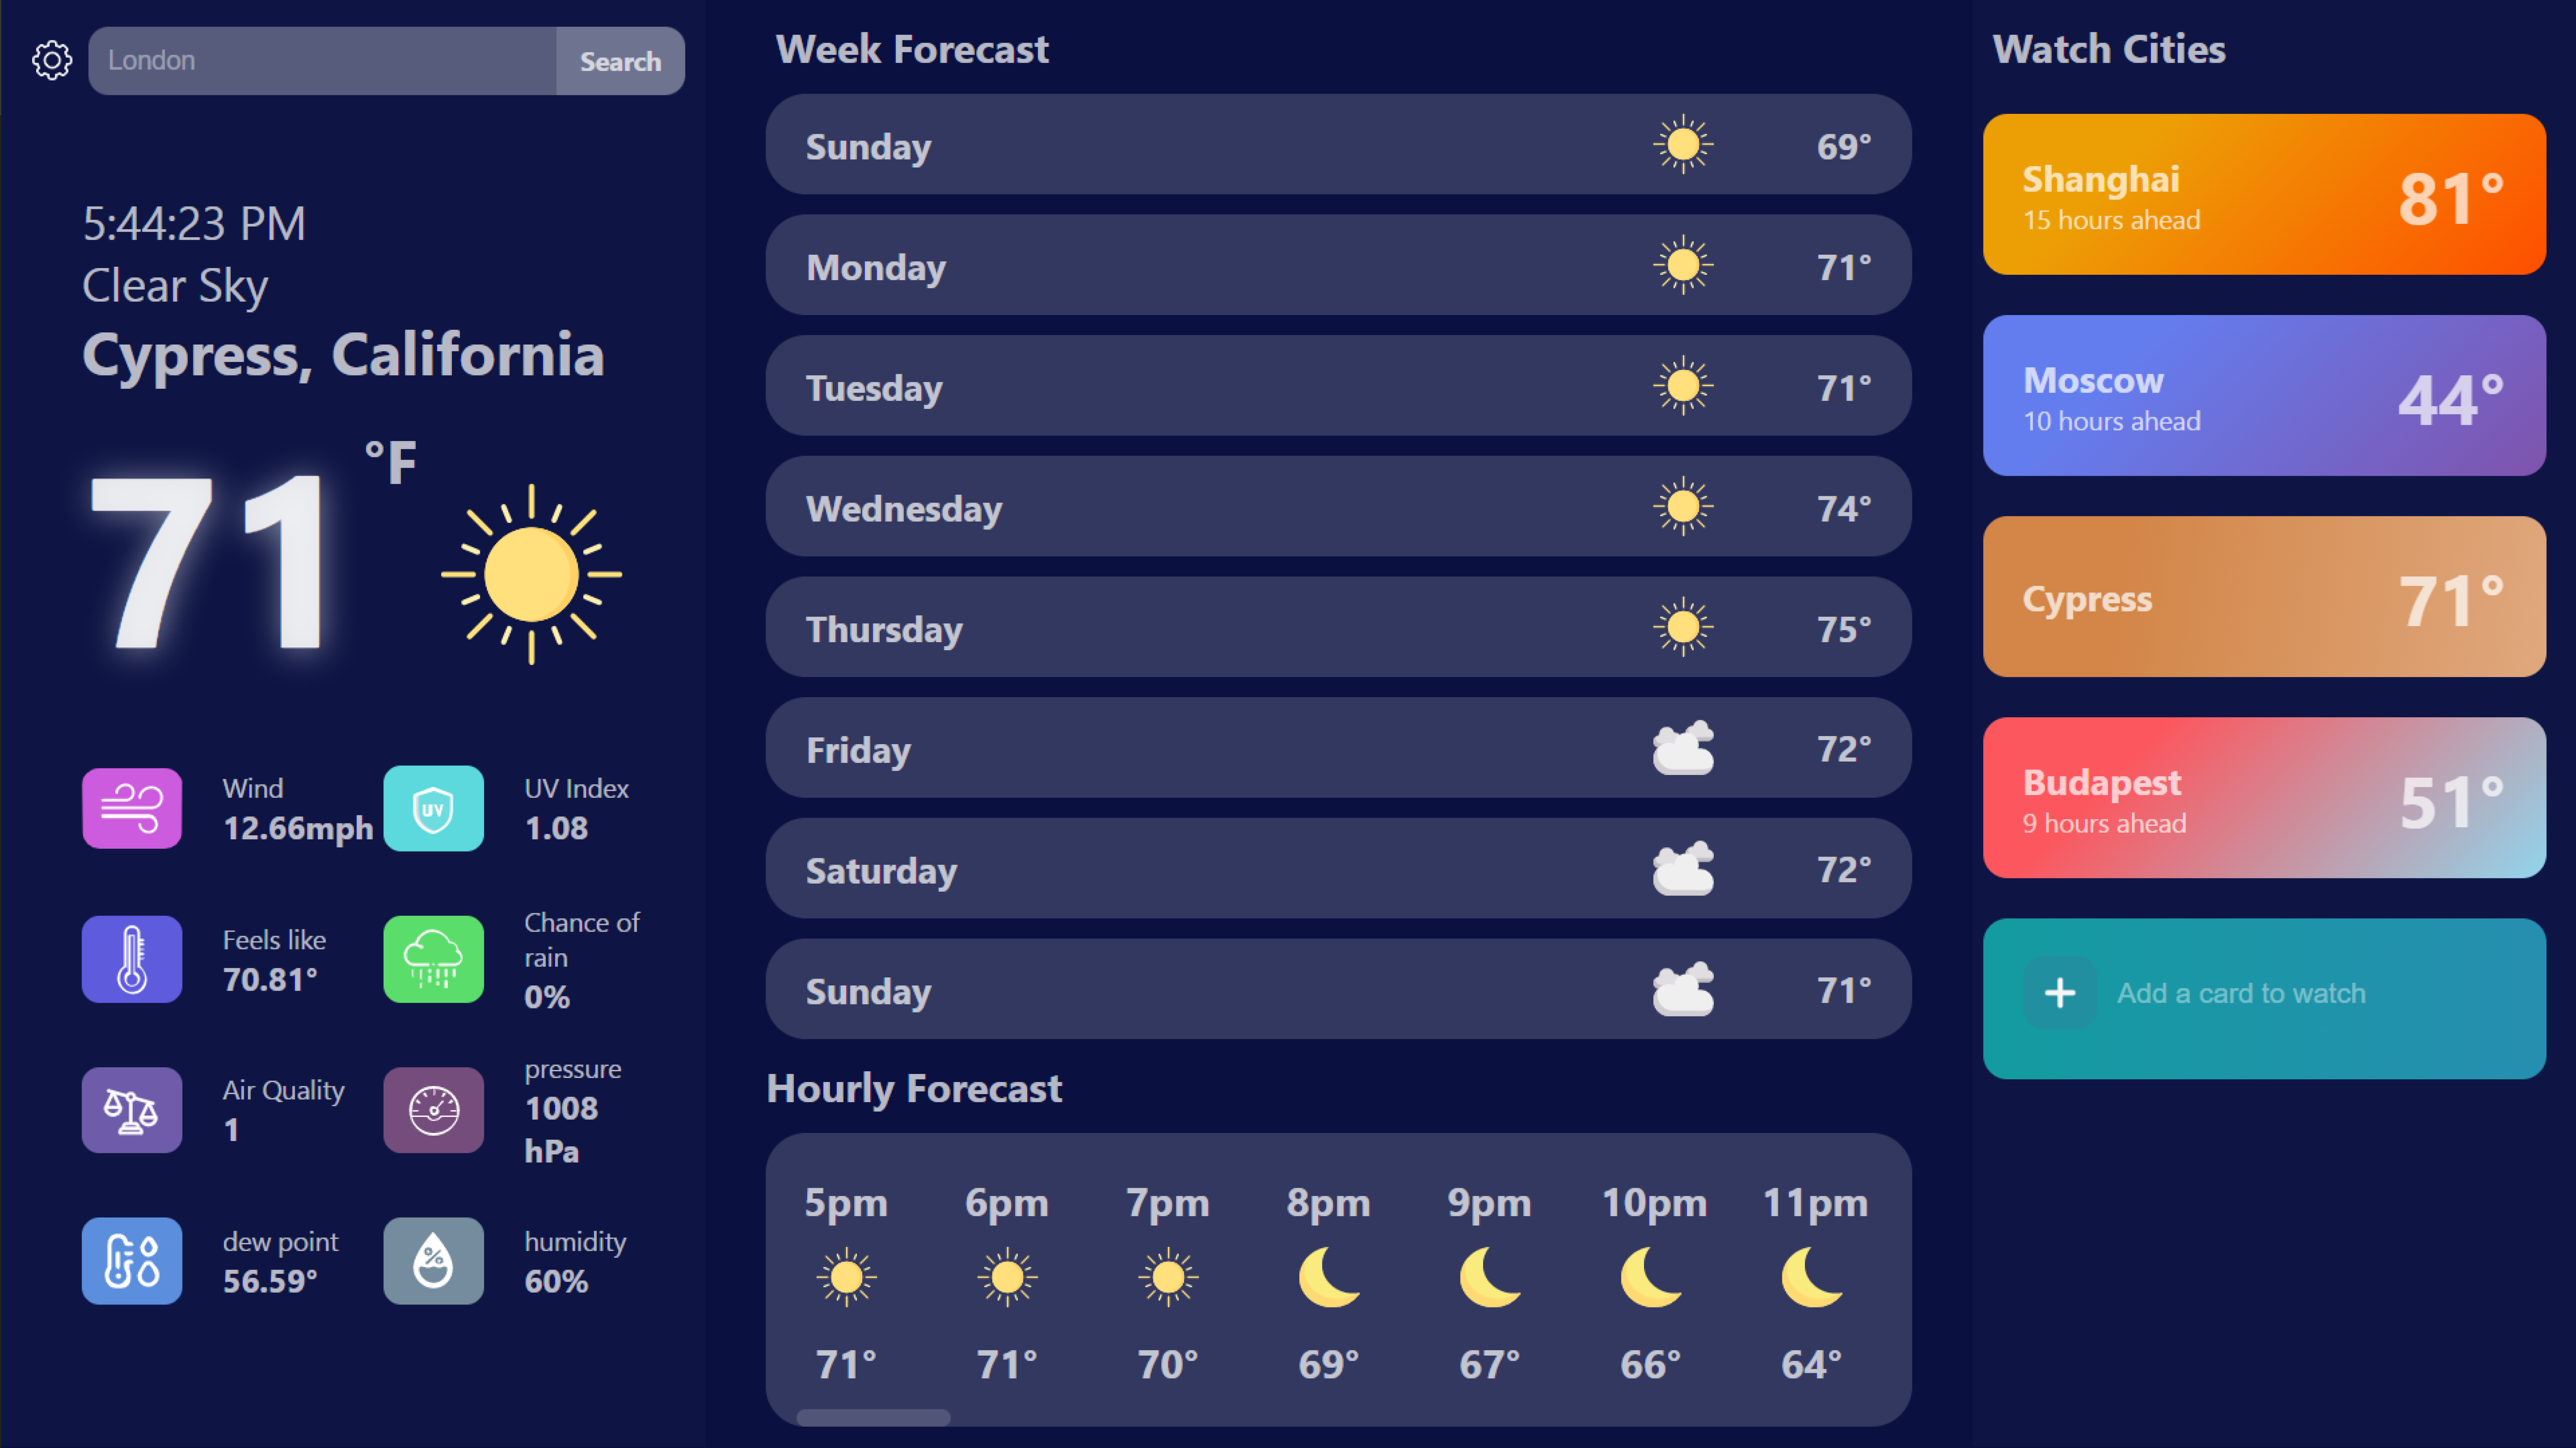 London
Search
5:44:23 PM
Clear Sky
Cypress, California
71 °F
Wind
12.66mph
UV
UV Index
1.08
Feels like
70.81°
Chance of
rain
0%
Air Quality
1
pressure
1008
hPa
dew point
56.59°
%
humidity
60%
Week Forecast
Sunday 69°
Monday 71°
Tuesday 71°
Wednesday 74°
Thursday 75°
Friday 72°
Saturday 72°
Sunday 71°
Hourly Forecast
5pm 6pm 7pm 8pm 9pm 10pm 11pm
71° 71° 70° 69° 67° 66° 64°
Watch Cities
Shanghai
15 hours ahead
81°
Moscow
10 hours ahead
44°
Cypress
71°
Budapest
9 hours ahead
51°
+ Add a card to watch